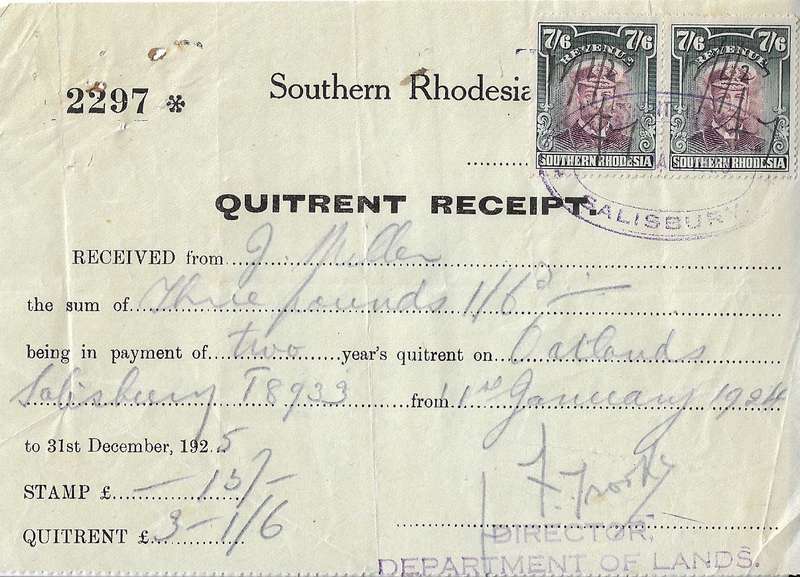 7/6 7/6 7/6 7/6
REVENUE REVENUE
SOUTHERN RHODESIA SOUTHERN RHODESIA
2297 * Southern Rhodesia
SALISBURY
QUITRENT RECEIPT.
RECEIVED from J. Muller
the sum of Three pounds 1/6d
being in payment of two year's quitrent on Oatlands
Salisbury T8933 from 1st January 1924
to 31st December, 1925
STAMP £ — 15/-
QUITRENT £ 3-1/6
DIRECTOR,
DEPARTMENT OF LANDS.